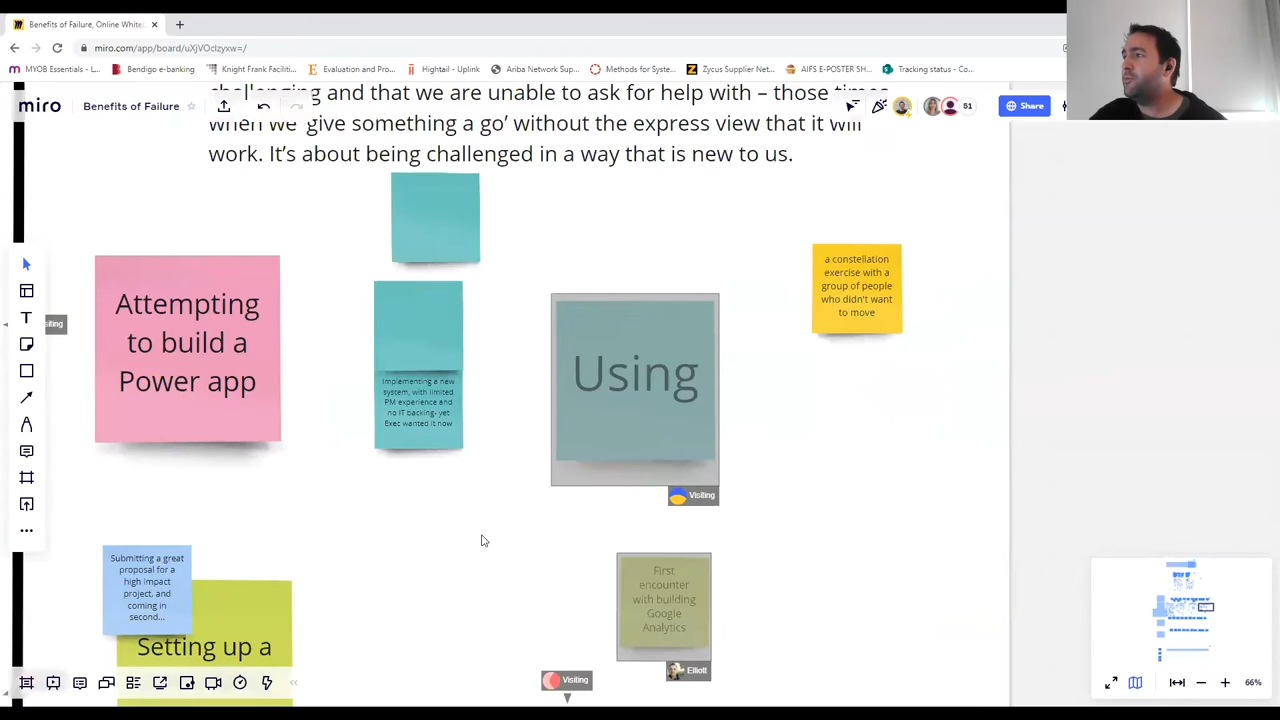 Benefits of Failure, Online White
miro.com/app/board/uXjVOcIzyxw=/
MYOB Essentials - L...
Bendigo e-banking
Knight Frank Faciliti...
Evaluation and Pro...
Hightail - Uplink
Ariba Network Sup...
Methods for Syste...
Zycus Supplier Net...
AIFS E-POSTER SH...
Tracking status - Co...
miro
Benefits of Failure
51
Share
challenging and that we are unable to ask for help with – those times
when we 'give something a go' without the express view that it will
work. It's about being challenged in a way that is new to us.
Attempting
to build a
Power app
Implementing a new
system, with limited
PM experience and
no IT backing- yet
Exec wanted it now
Using
Visiting
a constellation
exercise with a
group of people
who didn't want
to move
Submitting a great
proposal for a
high impact
project, and
coming in
second...
Setting up a
First
encounter
with building
Google
Analytics
Elliott
Visiting
66%